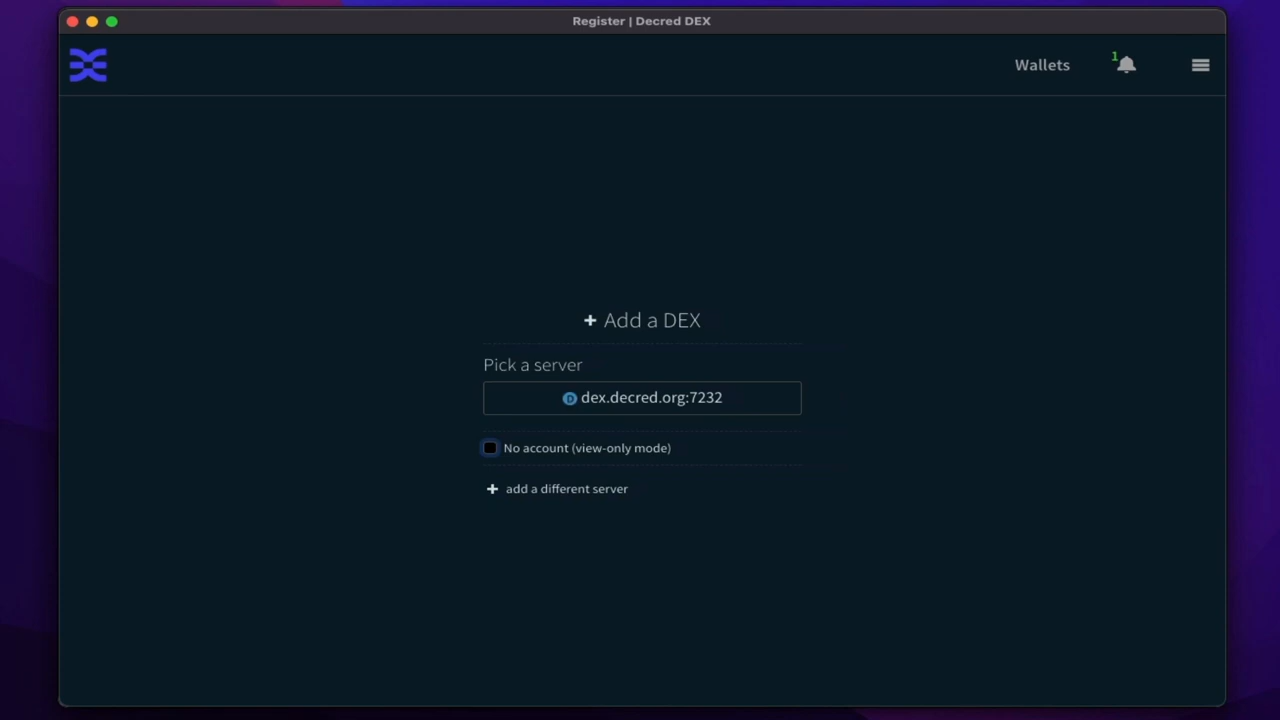 Register | Decred DEX
Wallets
1
+ Add a DEX
Pick a server
dex.decred.org:7232
No account (view-only mode)
+ add a different server